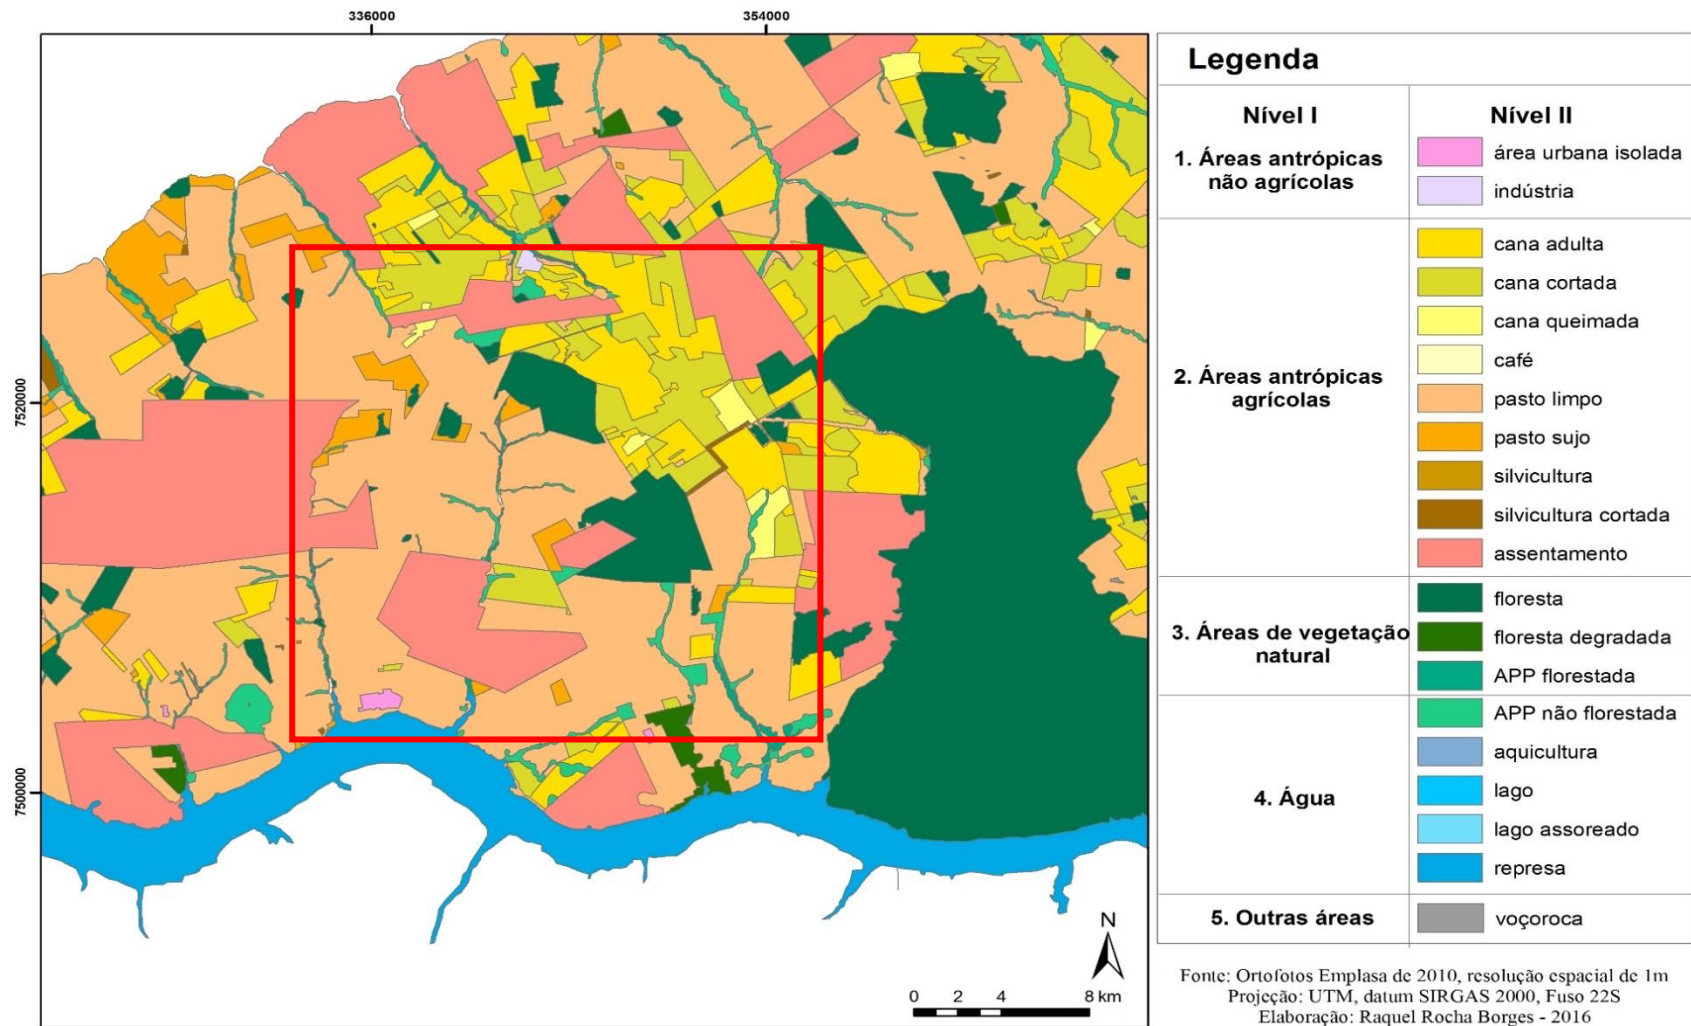 336000 354000
7520000
7500000
N
0 2 4 8 km
Legenda
Nível I Nível II
1. Áreas antrópicas
não agrícolas
área urbana isolada
indústria
2. Áreas antrópicas
agrícolas
cana adulta
cana cortada
cana queimada
café
pasto limpo
pasto sujo
silvicultura
silvicultura cortada
assentamento
3. Áreas de vegetação
natural
floresta
floresta degradada
APP florestada
4. Água
APP não florestada
aquicultura
lago
lago assoreado
represa
5. Outras áreas
voçoroca
Fonte: Ortofotos Emplasa de 2010, resolução espacial de 1m
Projeção: UTM, datum SIRGAS 2000, Fuso 22S
Elaboração: Raquel Rocha Borges - 2016